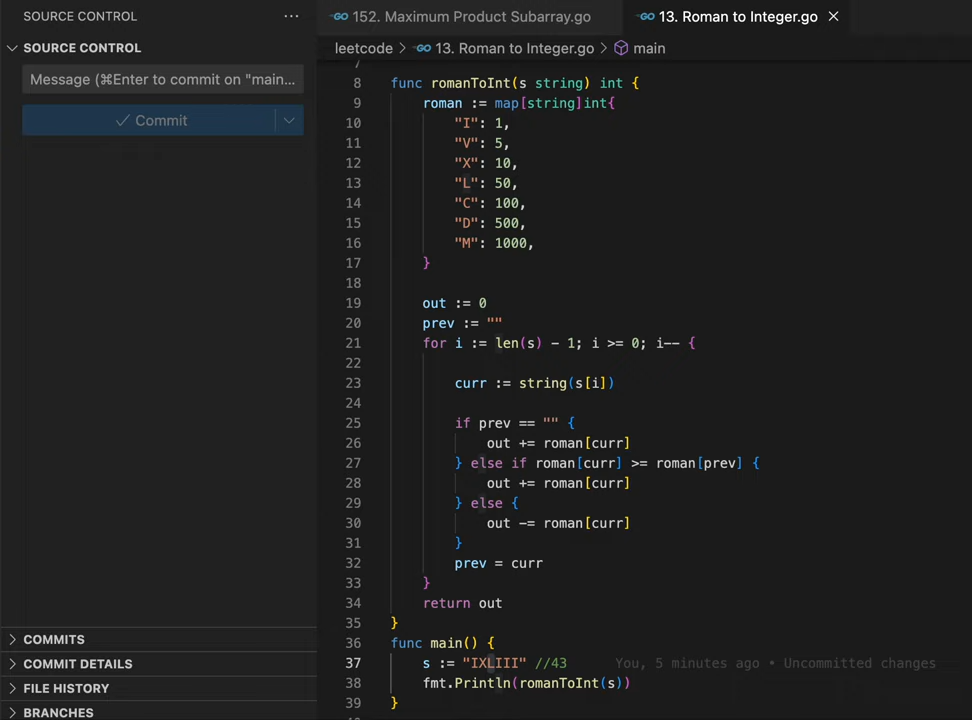 SOURCE CONTROL ···
152. Maximum Product Subarray.go
13. Roman to Integer.go
SOURCE CONTROL
Message (⌘Enter to commit on "main...
Commit
leetcode > 13. Roman to Integer.go > main
7
8 func romanToInt(s string) int {
9 roman := map[string]int{
10 "I": 1,
11 "V": 5,
12 "X": 10,
13 "L": 50,
14 "C": 100,
15 "D": 500,
16 "M": 1000,
17 }
18
19 out := 0
20 prev := ""
21 for i := len(s) - 1; i >= 0; i-- {
22
23 curr := string(s[i])
24
25 if prev == "" {
26 out += roman[curr]
27 } else if roman[curr] >= roman[prev] {
28 out += roman[curr]
29 } else {
30 out -= roman[curr]
31 }
32 prev = curr
33 }
34 return out
35 }
36 func main() {
37 s := "IXLIII" //43 You, 5 minutes ago • Uncommitted changes
38 fmt.Println(romanToInt(s))
39 }
COMMITS
COMMIT DETAILS
FILE HISTORY
BRANCHES